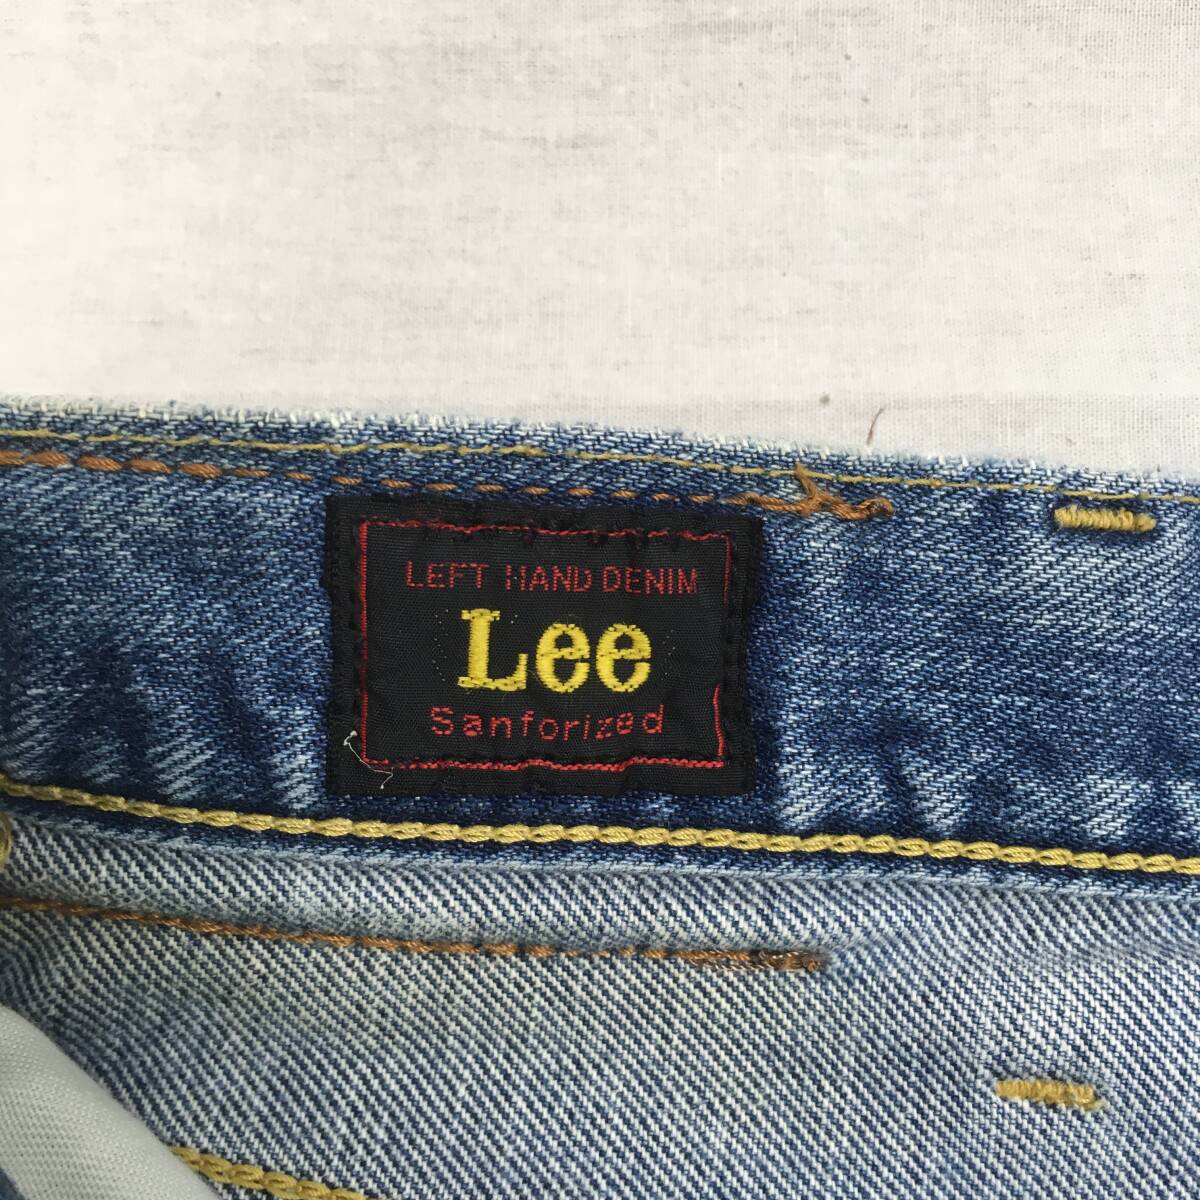 LEFT HAND DENIM
Lee
Sanforized